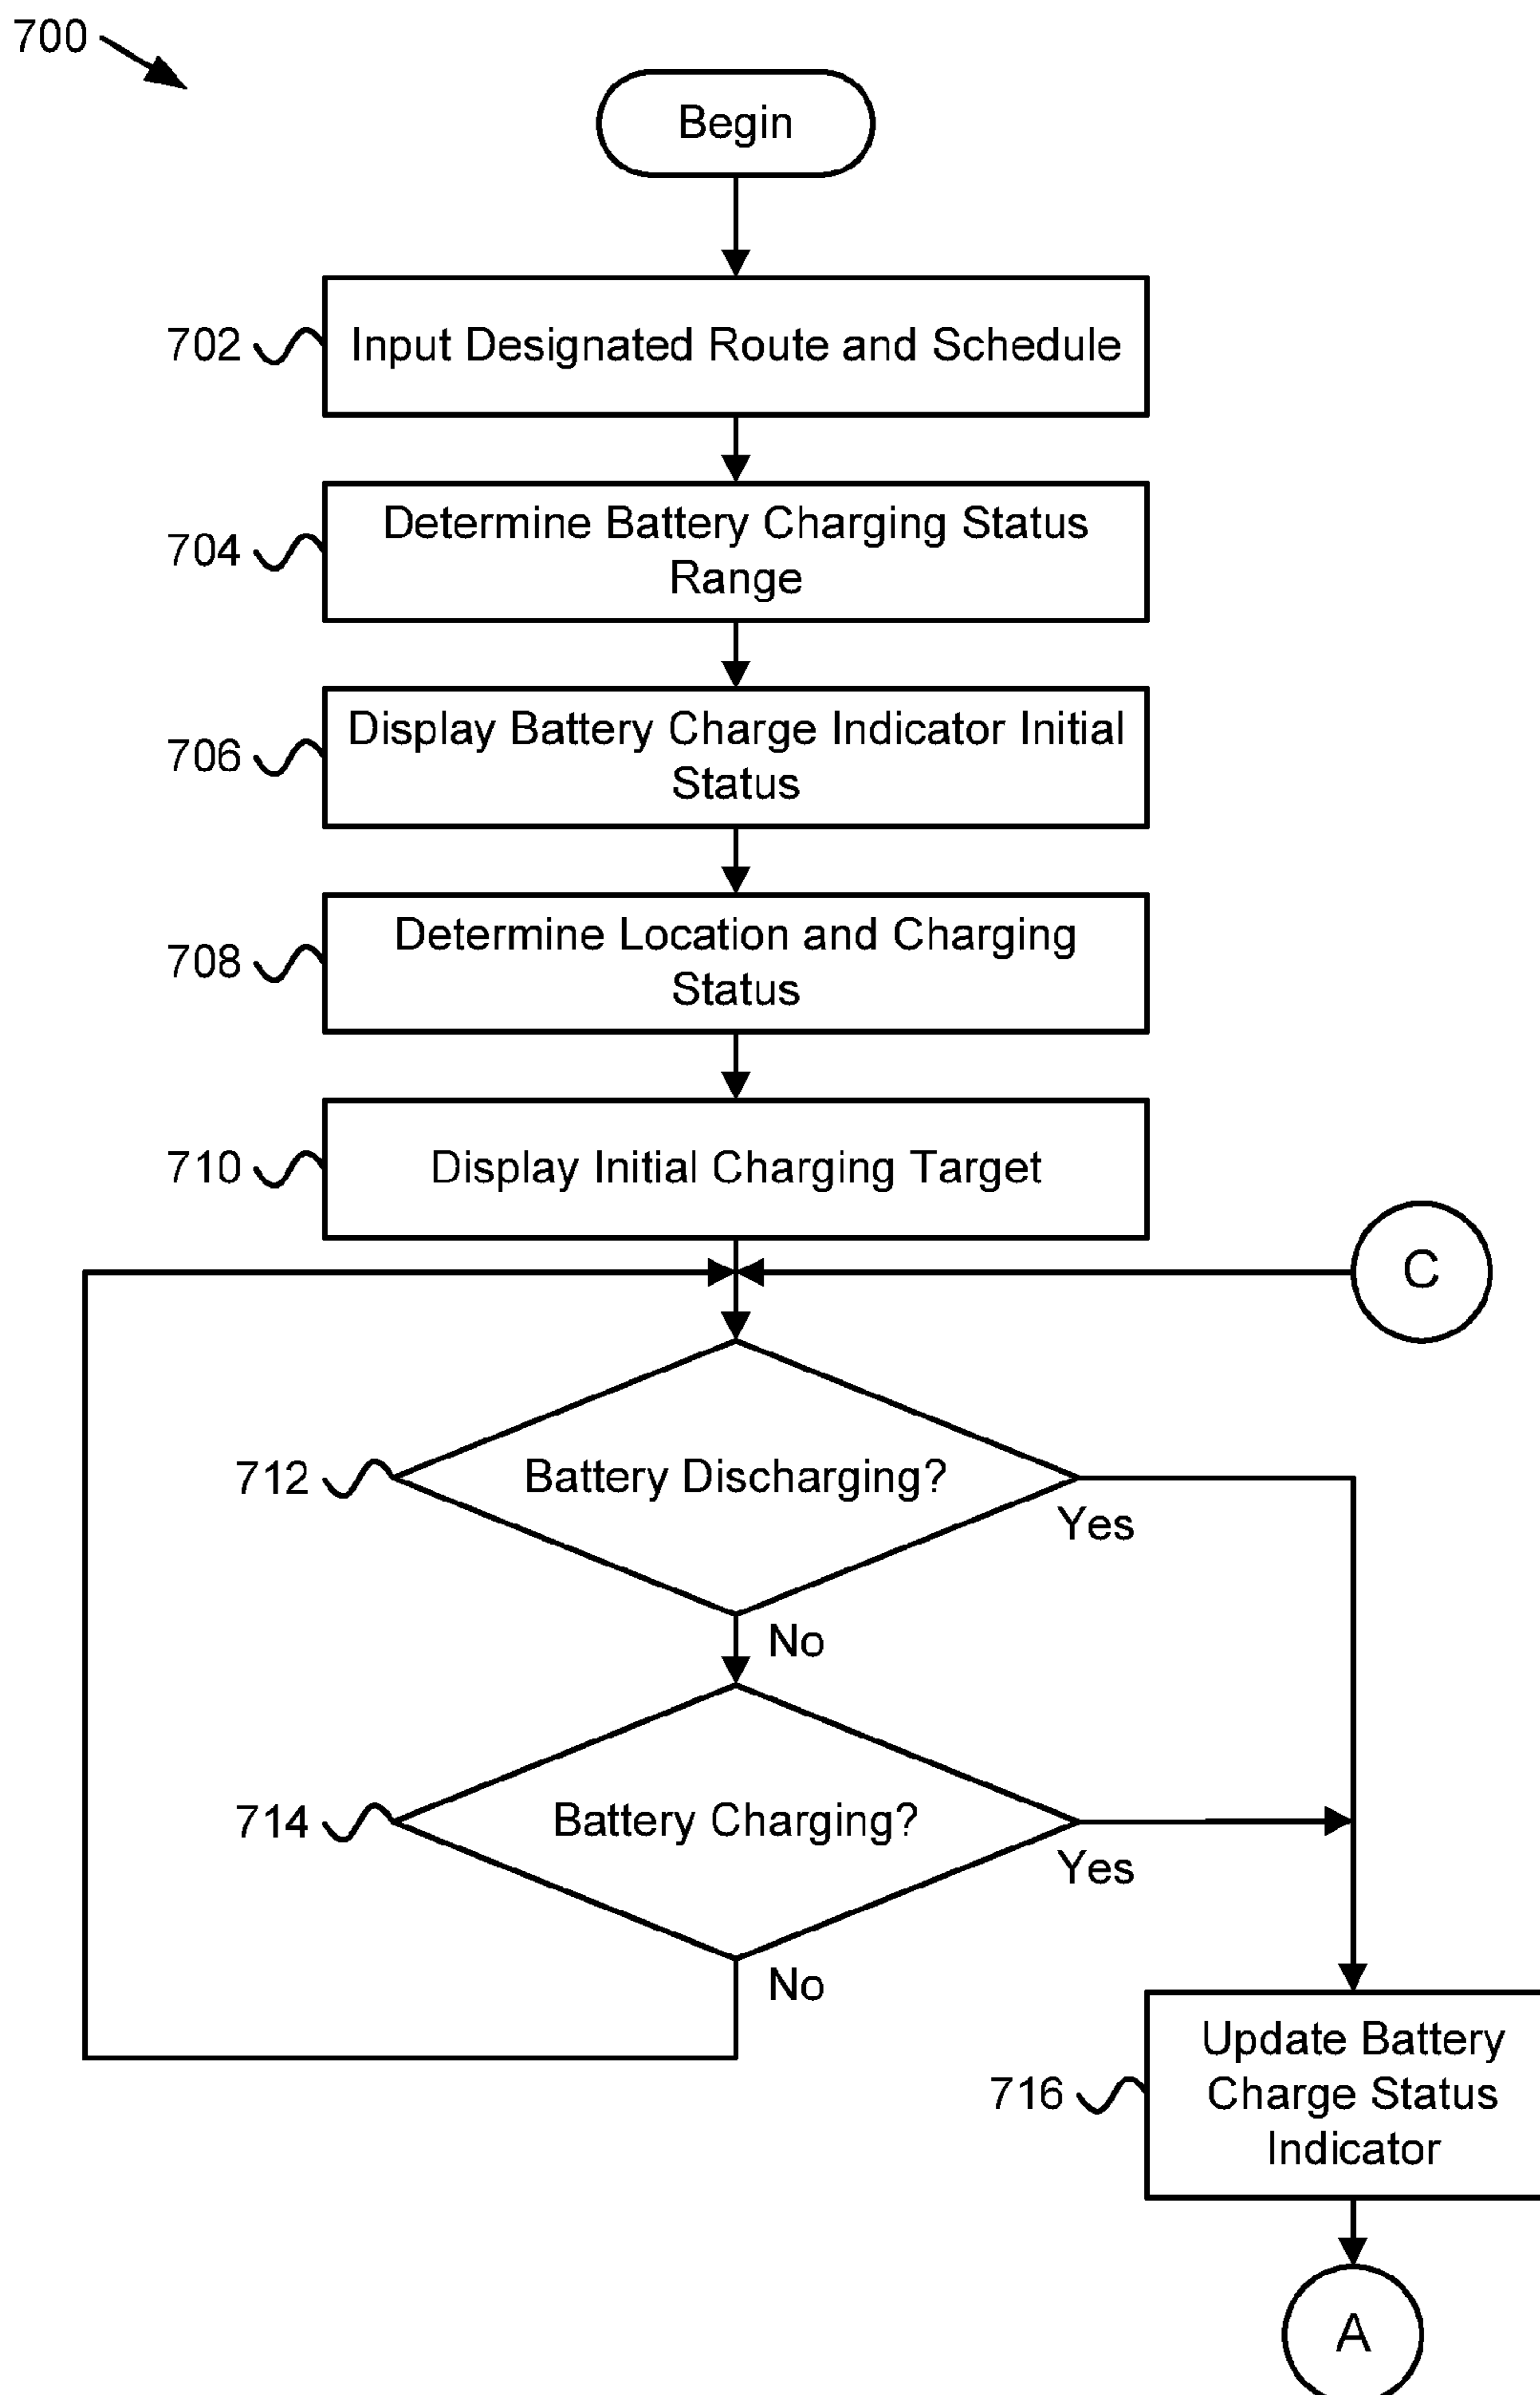 700
Begin
702
Input Designated Route and Schedule
704
Determine Battery Charging Status
Range
706
Display Battery Charge Indicator Initial
Status
708
Determine Location and Charging
Status
710
Display Initial Charging Target
C
712
Battery Discharging?
Yes
No
714
Battery Charging?
Yes
No
716
Update Battery
Charge Status
Indicator
A